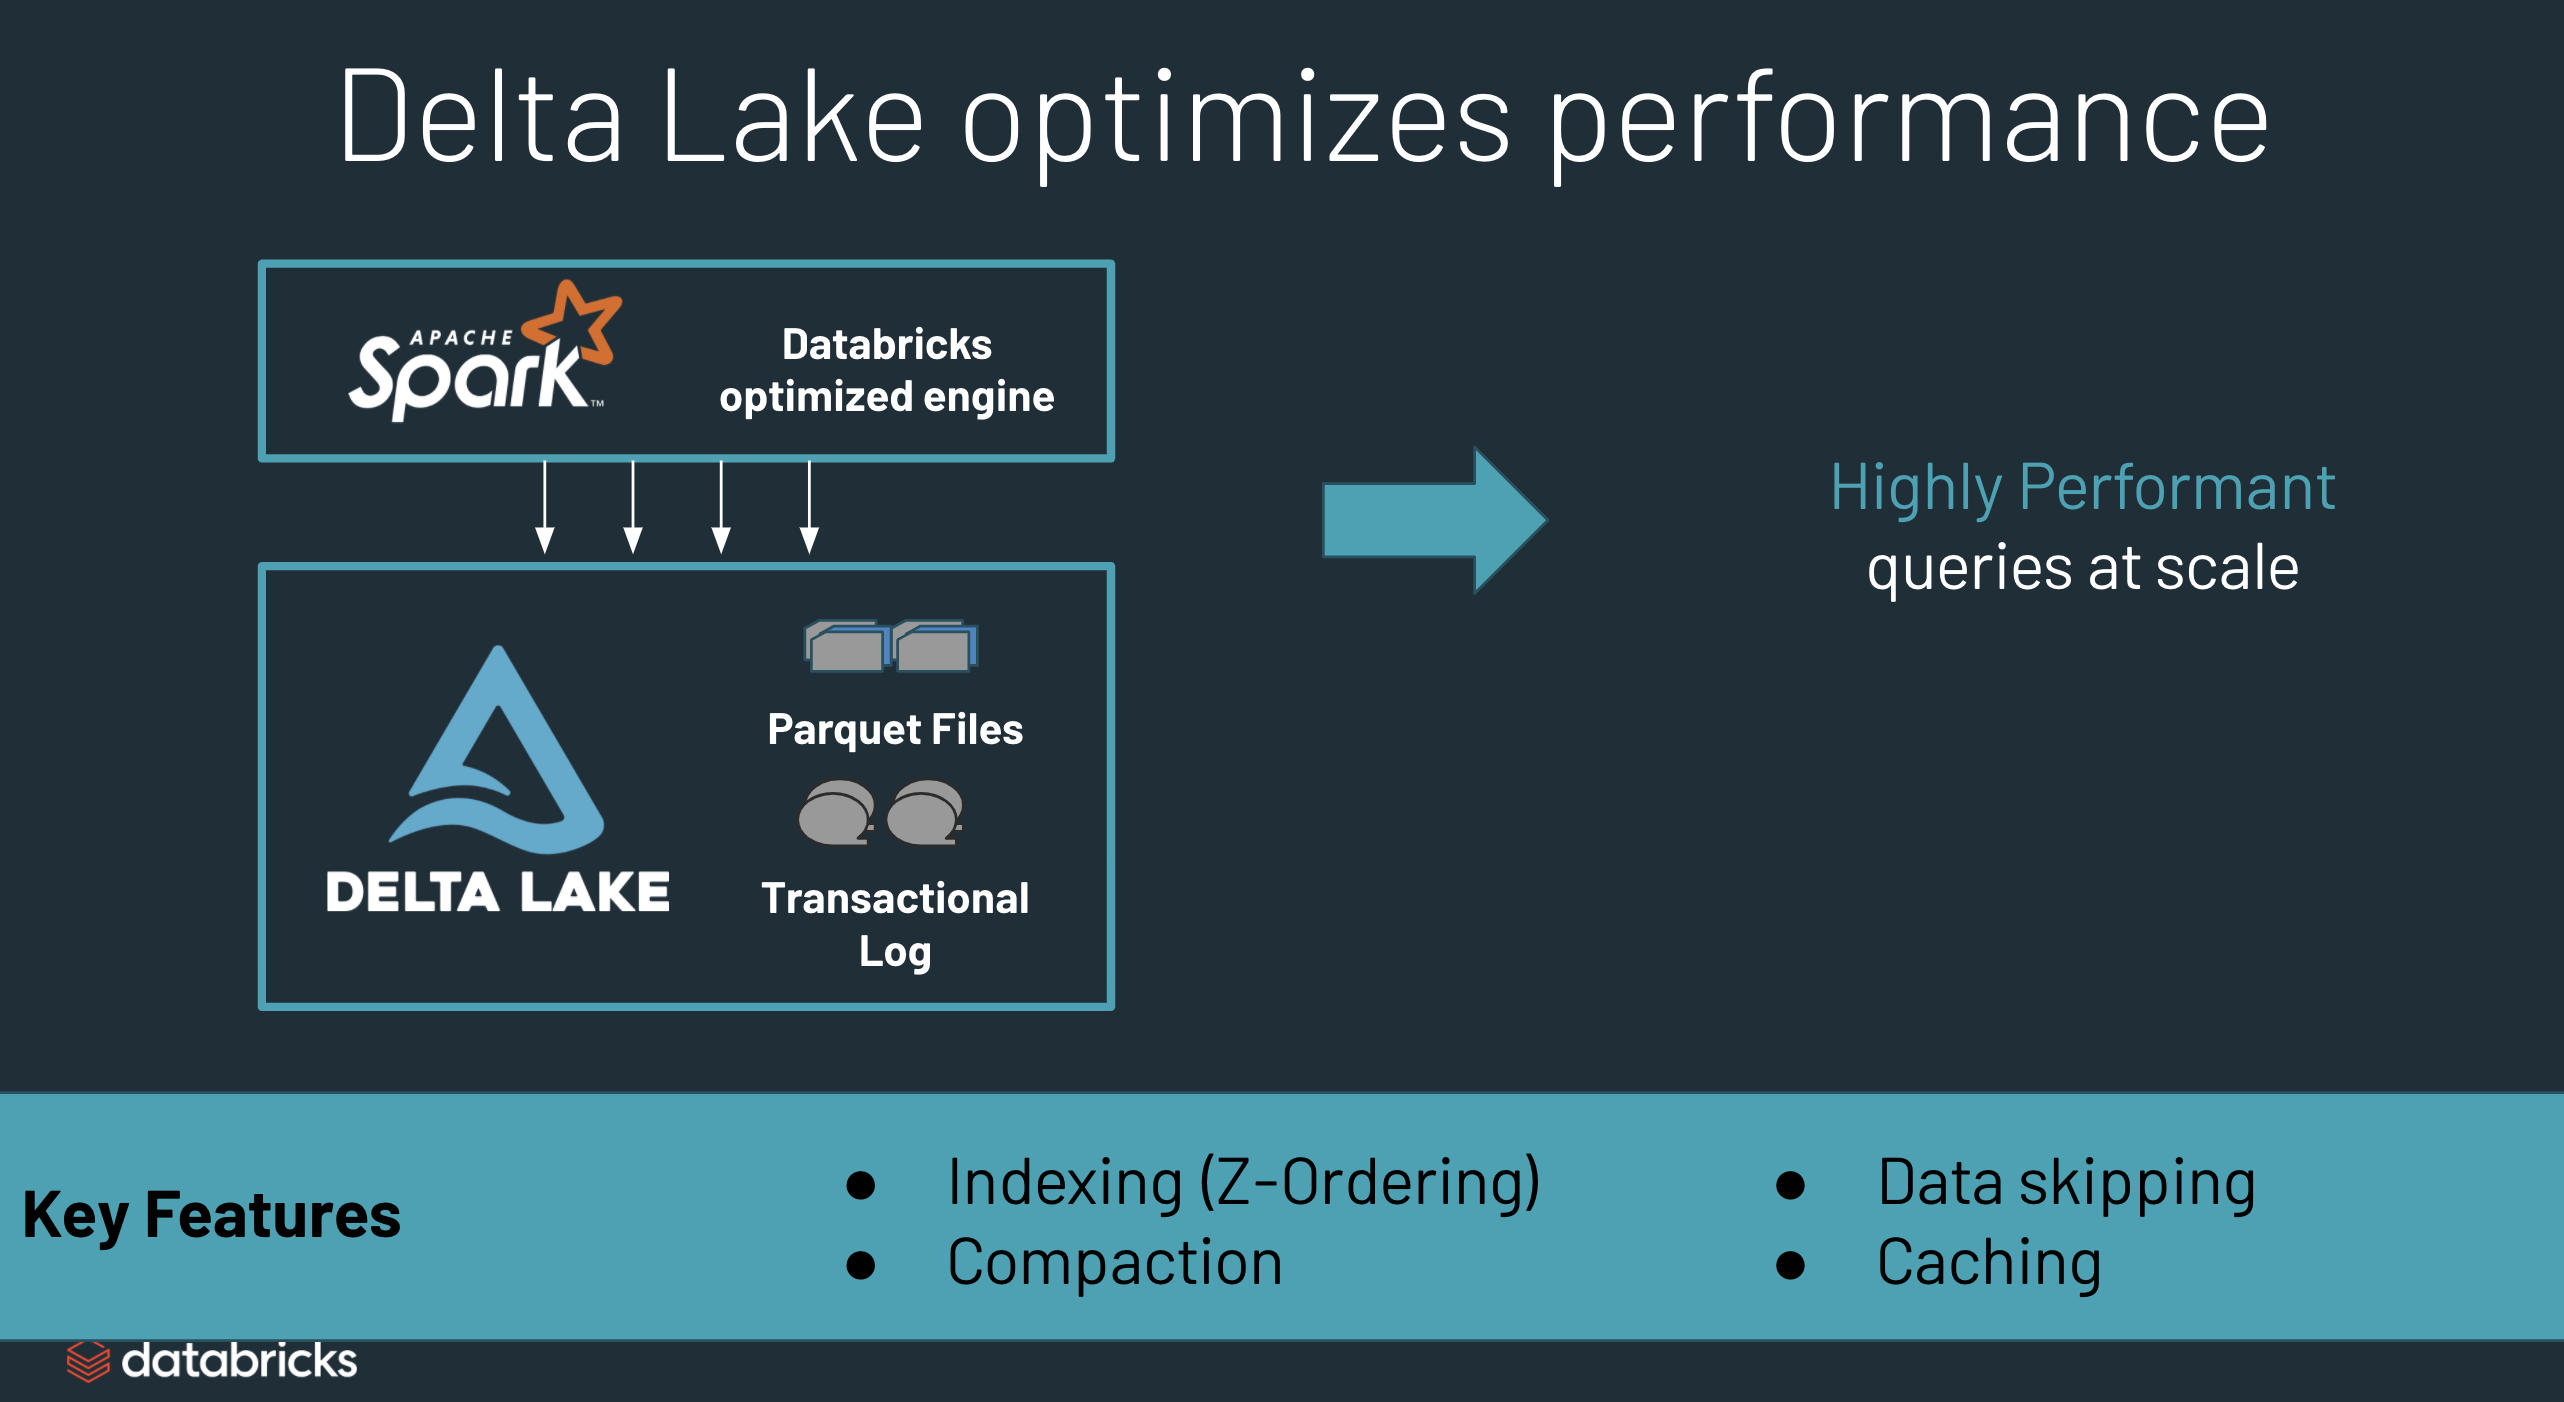 Delta Lake optimizes performance
APACHE
Spark™
Databricks
optimized engine
Highly Performant
queries at scale
Parquet Files
DELTA LAKE
Transactional
Log
Key Features
● Indexing (Z-Ordering)
● Compaction
● Data skipping
● Caching
databricks